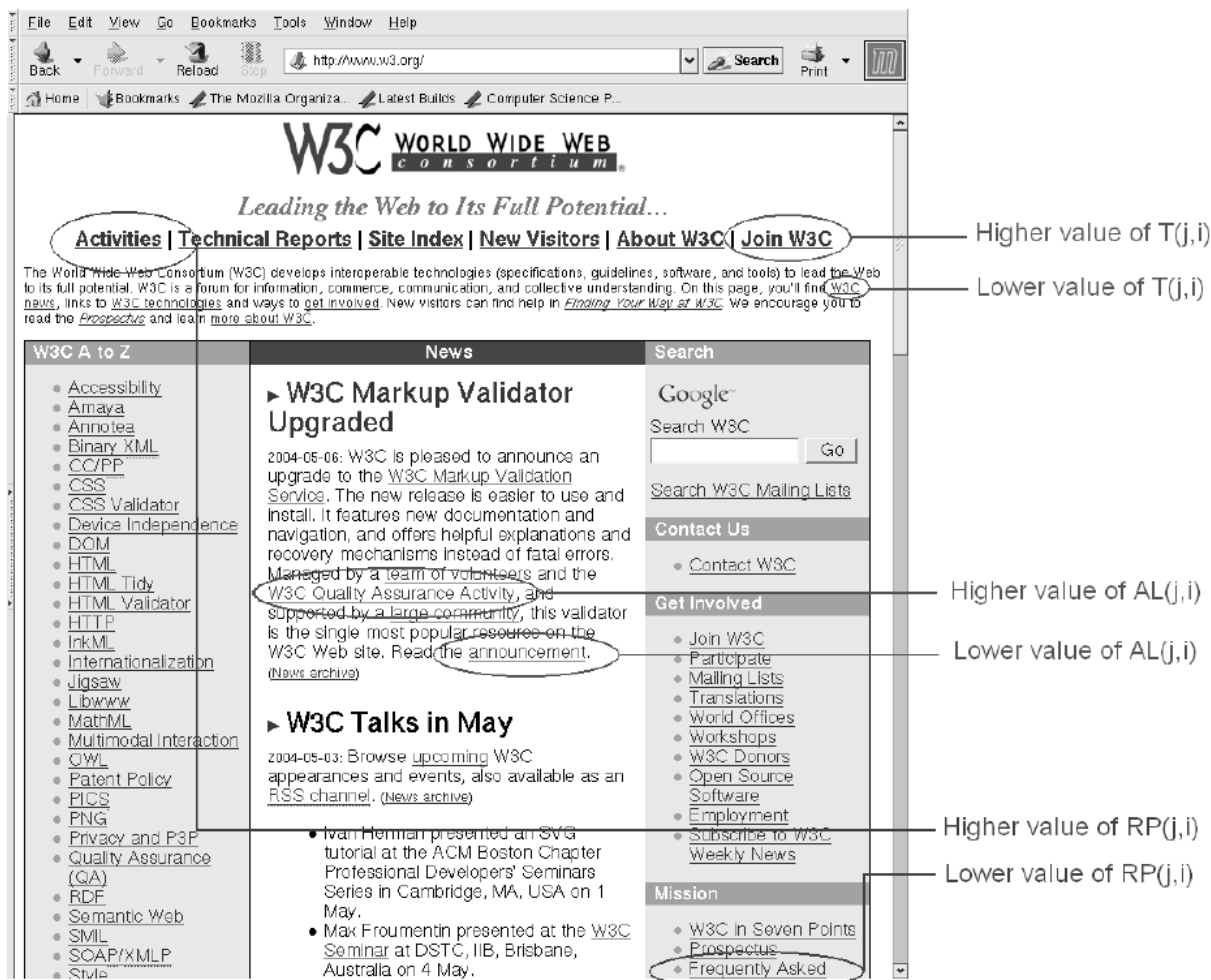 File Edit View Go Bookmarks Tools Window Help
Back Forward Reload Stop http://www.w3.org/ Search Print
Home Bookmarks The Mozilla Organiza... Latest Builds Computer Science P...
W3C WORLD WIDE WEB
consortium
Leading the Web to Its Full Potential...
Activities | Technical Reports | Site Index | New Visitors | About W3C | Join W3C
The World Wide Web Consortium (W3C) develops interoperable technologies (specifications, guidelines, software, and tools) to lead the Web
to its full potential. W3C is a forum for information, commerce, communication, and collective understanding. On this page, you'll find W3C
news, links to W3C technologies and ways to get involved. New visitors can find help in Finding Your Way at W3C. We encourage you to
read the Prospectus and learn more about W3C.
W3C A to Z
Accessibility
Amaya
Annotea
Binary XML
CC/PP
CSS
CSS Validator
Device Independence
DOM
HTML
HTML Tidy
HTML Validator
HTTP
InkML
Internationalization
Jigsaw
Libwww
MathML
Multimodal Interaction
OWL
Patent Policy
PICS
PNG
Privacy and P3P
Quality Assurance
(QA)
RDF
Semantic Web
SMIL
SOAP/XMLP
Style
News
W3C Markup Validator
Upgraded
2004-05-06: W3C is pleased to announce an
upgrade to the W3C Markup Validation
Service. The new release is easier to use and
install. It features new documentation and
navigation, and offers helpful explanations and
recovery mechanisms instead of fatal errors.
Managed by a team of volunteers and the
W3C Quality Assurance Activity, and
supported by a large community, this validator
is the single most popular resource on the
W3C Web site. Read the announcement.
(News archive)
W3C Talks in May
2004-05-03: Browse upcoming W3C
appearances and events, also available as an
RSS channel. (News archive)
Ivan Herman presented an SVG
tutorial at the ACM Boston Chapter
Professional Developers' Seminars
Series in Cambridge, MA, USA on 1
May.
Max Froumentin presented at the W3C
Seminar at DSTC, IIB, Brisbane,
Australia on 4 May.
Search
Google
Search W3C
Go
Search W3C Mailing Lists
Contact Us
Contact W3C
Get Involved
Join W3C
Participate
Mailing Lists
Translations
World Offices
Workshops
W3C Donors
Open Source
Software
Employment
Subscribe to W3C
Weekly News
Mission
W3C in Seven Points
Prospectus
Frequently Asked
Higher value of T(j,i)
Lower value of T(j,i)
Higher value of AL(j,i)
Lower value of AL(j,i)
Higher value of RP(j,i)
Lower value of RP(j,i)